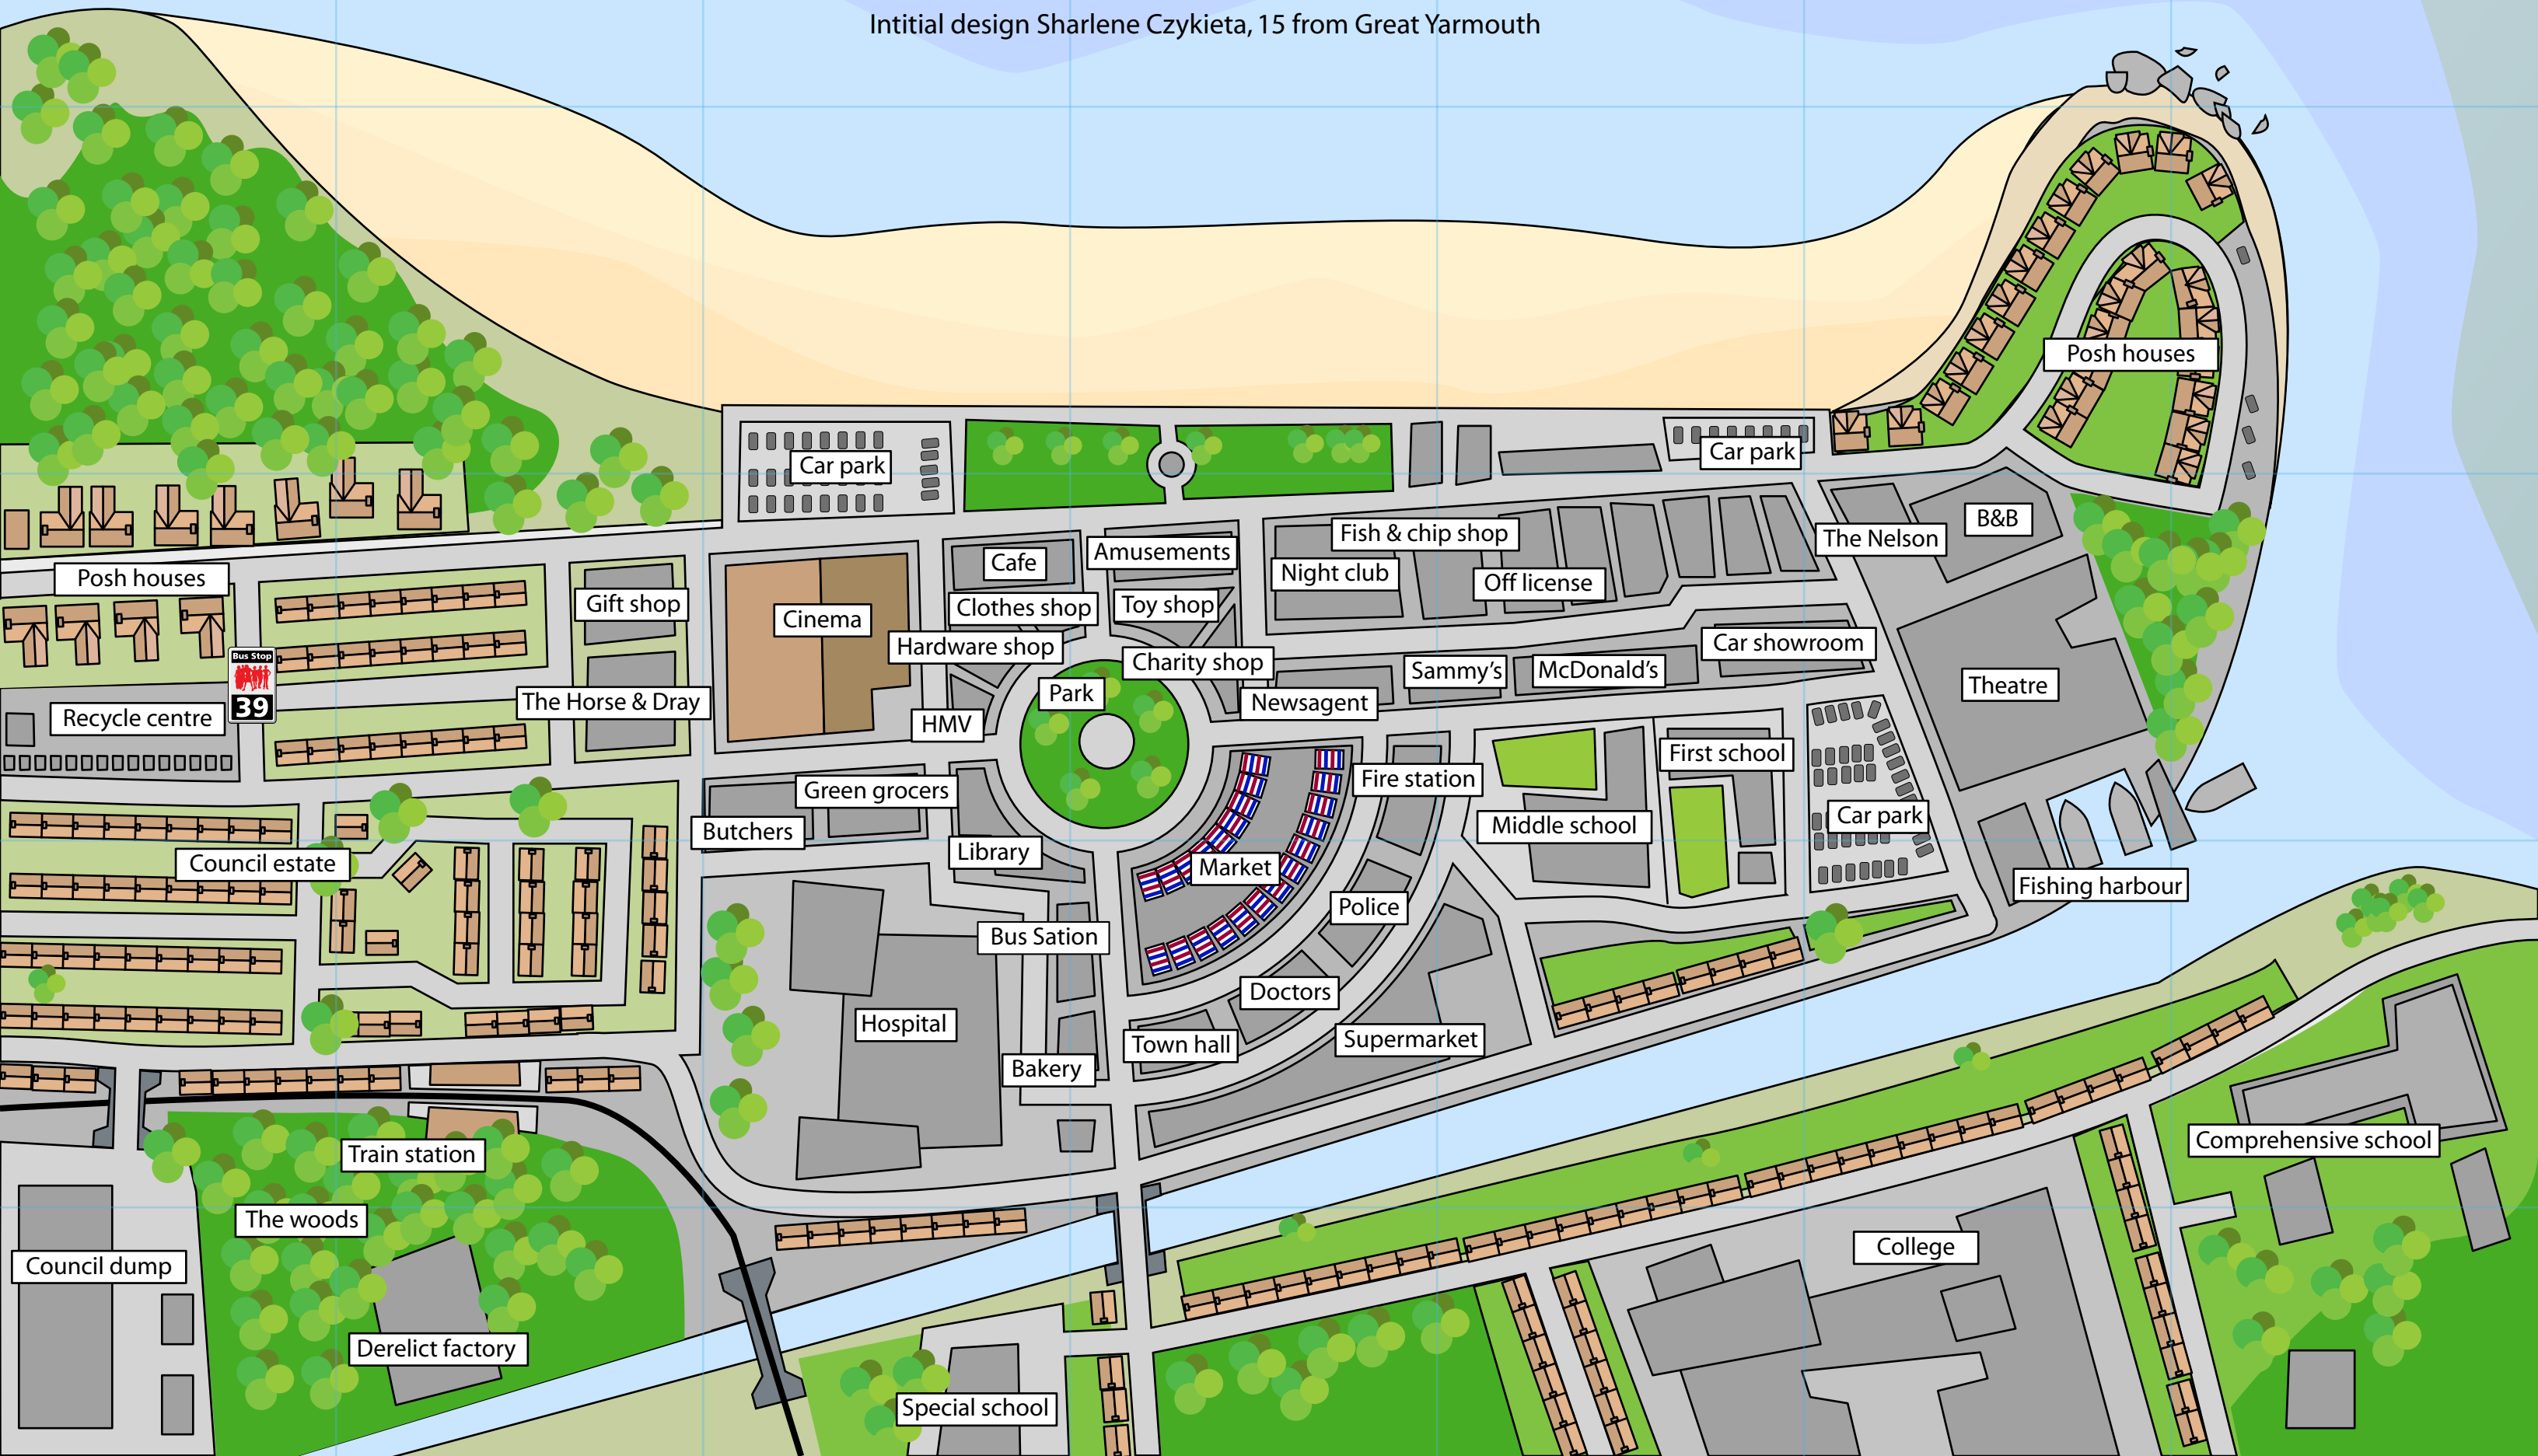 Intitial design Sharlene Czykieta, 15 from Great Yarmouth
Posh houses
Car park
Car park
Fish & chip shop
The Nelson
B&B
Cafe
Amusements
Night club
Off license
Posh houses
Gift shop
Cinema
Clothes shop
Toy shop
Hardware shop
Charity shop
Car showroom
Bus Stop
39
Sammy's
McDonald's
Theatre
Park
The Horse & Dray
Newsagent
Recycle centre
HMV
First school
Fire station
Green grocers
Car park
Butchers
Middle school
Library
Council estate
Market
Fishing harbour
Police
Bus Sation
Doctors
Hospital
Town hall
Supermarket
Bakery
Comprehensive school
Train station
The woods
College
Council dump
Derelict factory
Special school